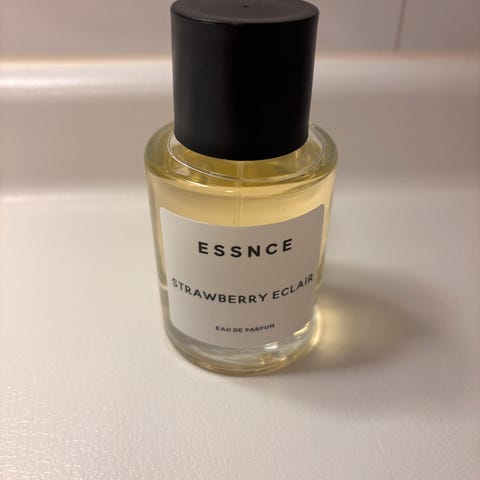 ESSNCE
STRAWBERRY ECLAIR
EAU DE PARFUM